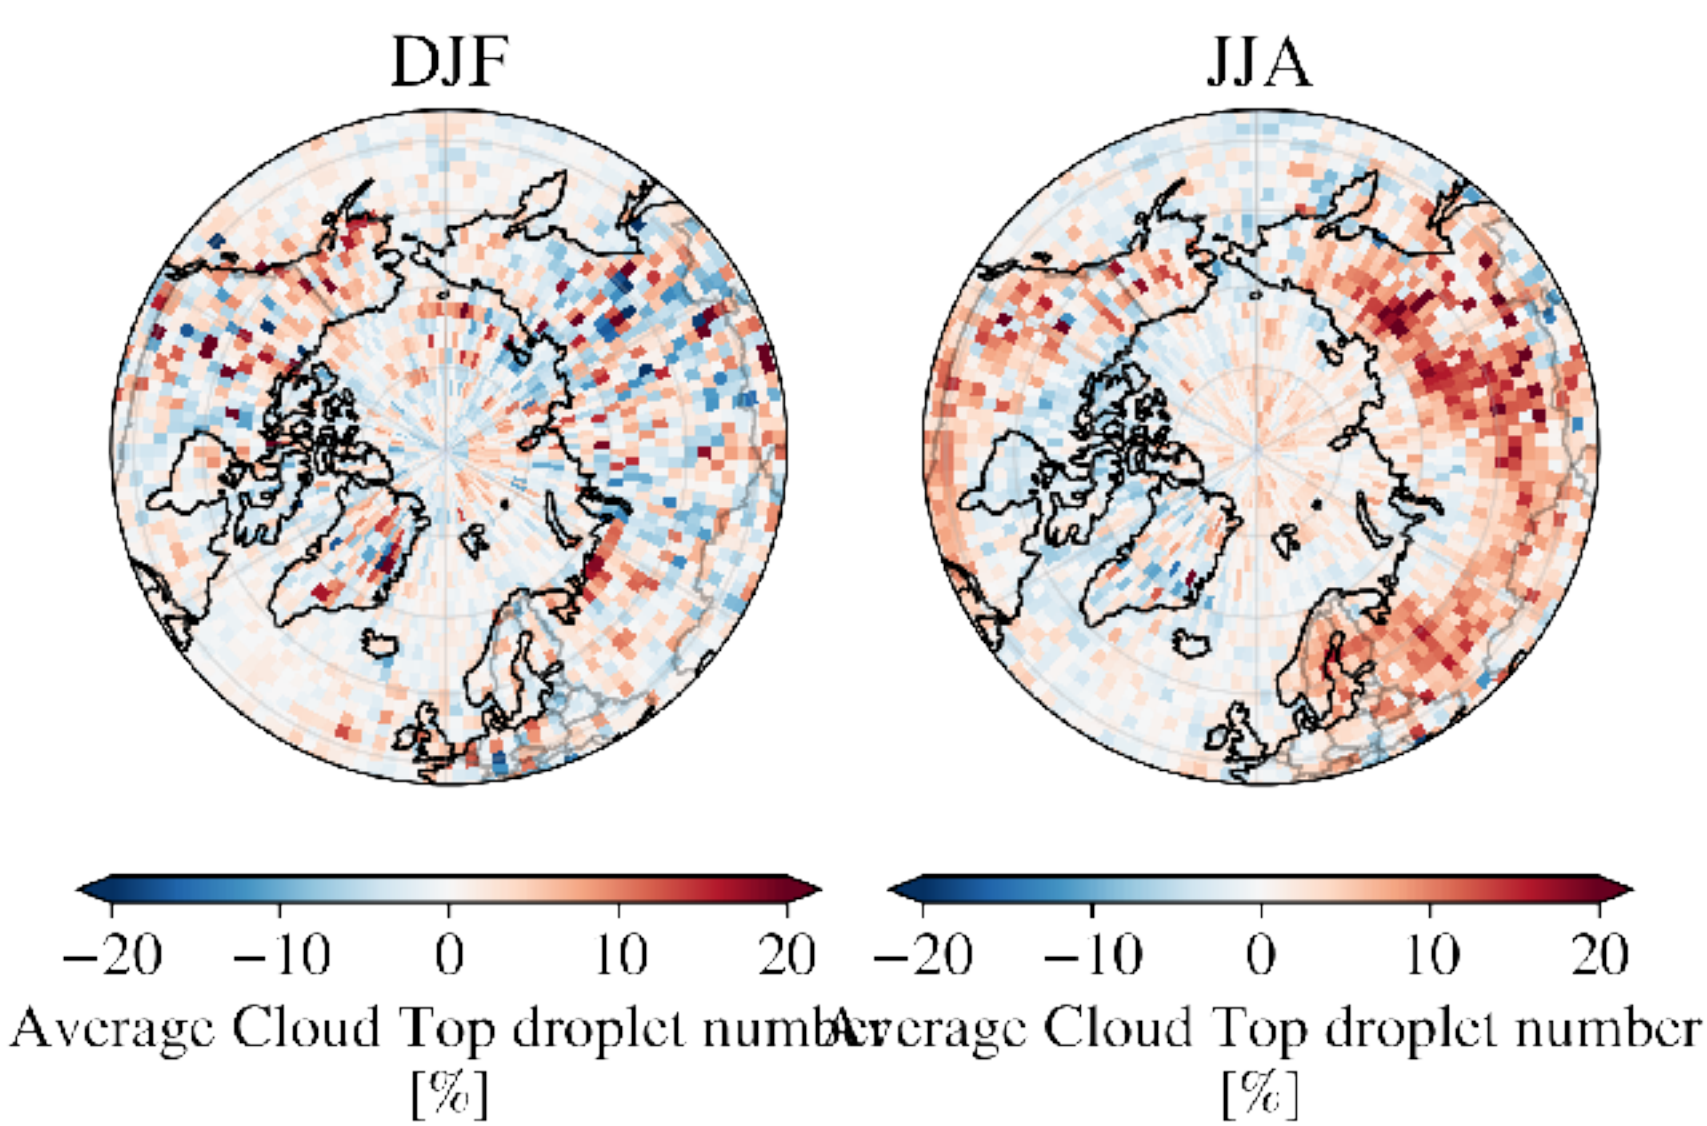 DJF JJA
−20 −10 0 10 20 −20 −10 0 10 20
Average Cloud Top droplet number Average Cloud Top droplet number
[%] [%]